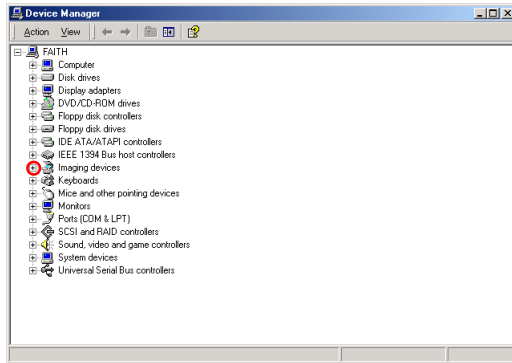 Device Manager
Action View
FAITH
Computer
Disk drives
Display adapters
DVD/CD-ROM drives
Floppy disk controllers
Floppy disk drives
IDE ATA/ATAPI controllers
IEEE 1394 Bus host controllers
Imaging devices
Keyboards
Mice and other pointing devices
Monitors
Ports (COM & LPT)
SCSI and RAID controllers
Sound, video and game controllers
System devices
Universal Serial Bus controllers